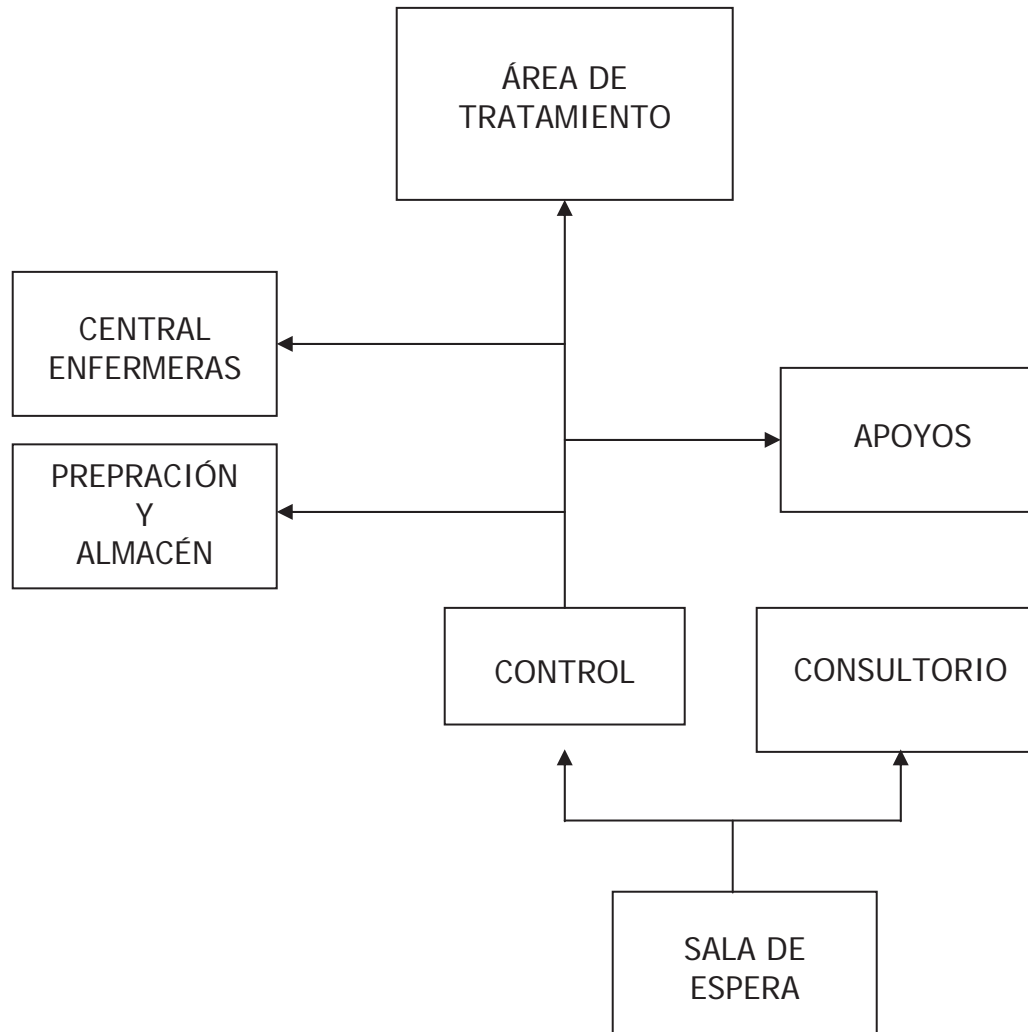 ÁREA DE
TRATAMIENTO
CENTRAL
ENFERMERAS
APOYOS
PREPRACIÓN
Y
ALMACÉN
CONTROL
CONSULTORIO
SALA DE
ESPERA